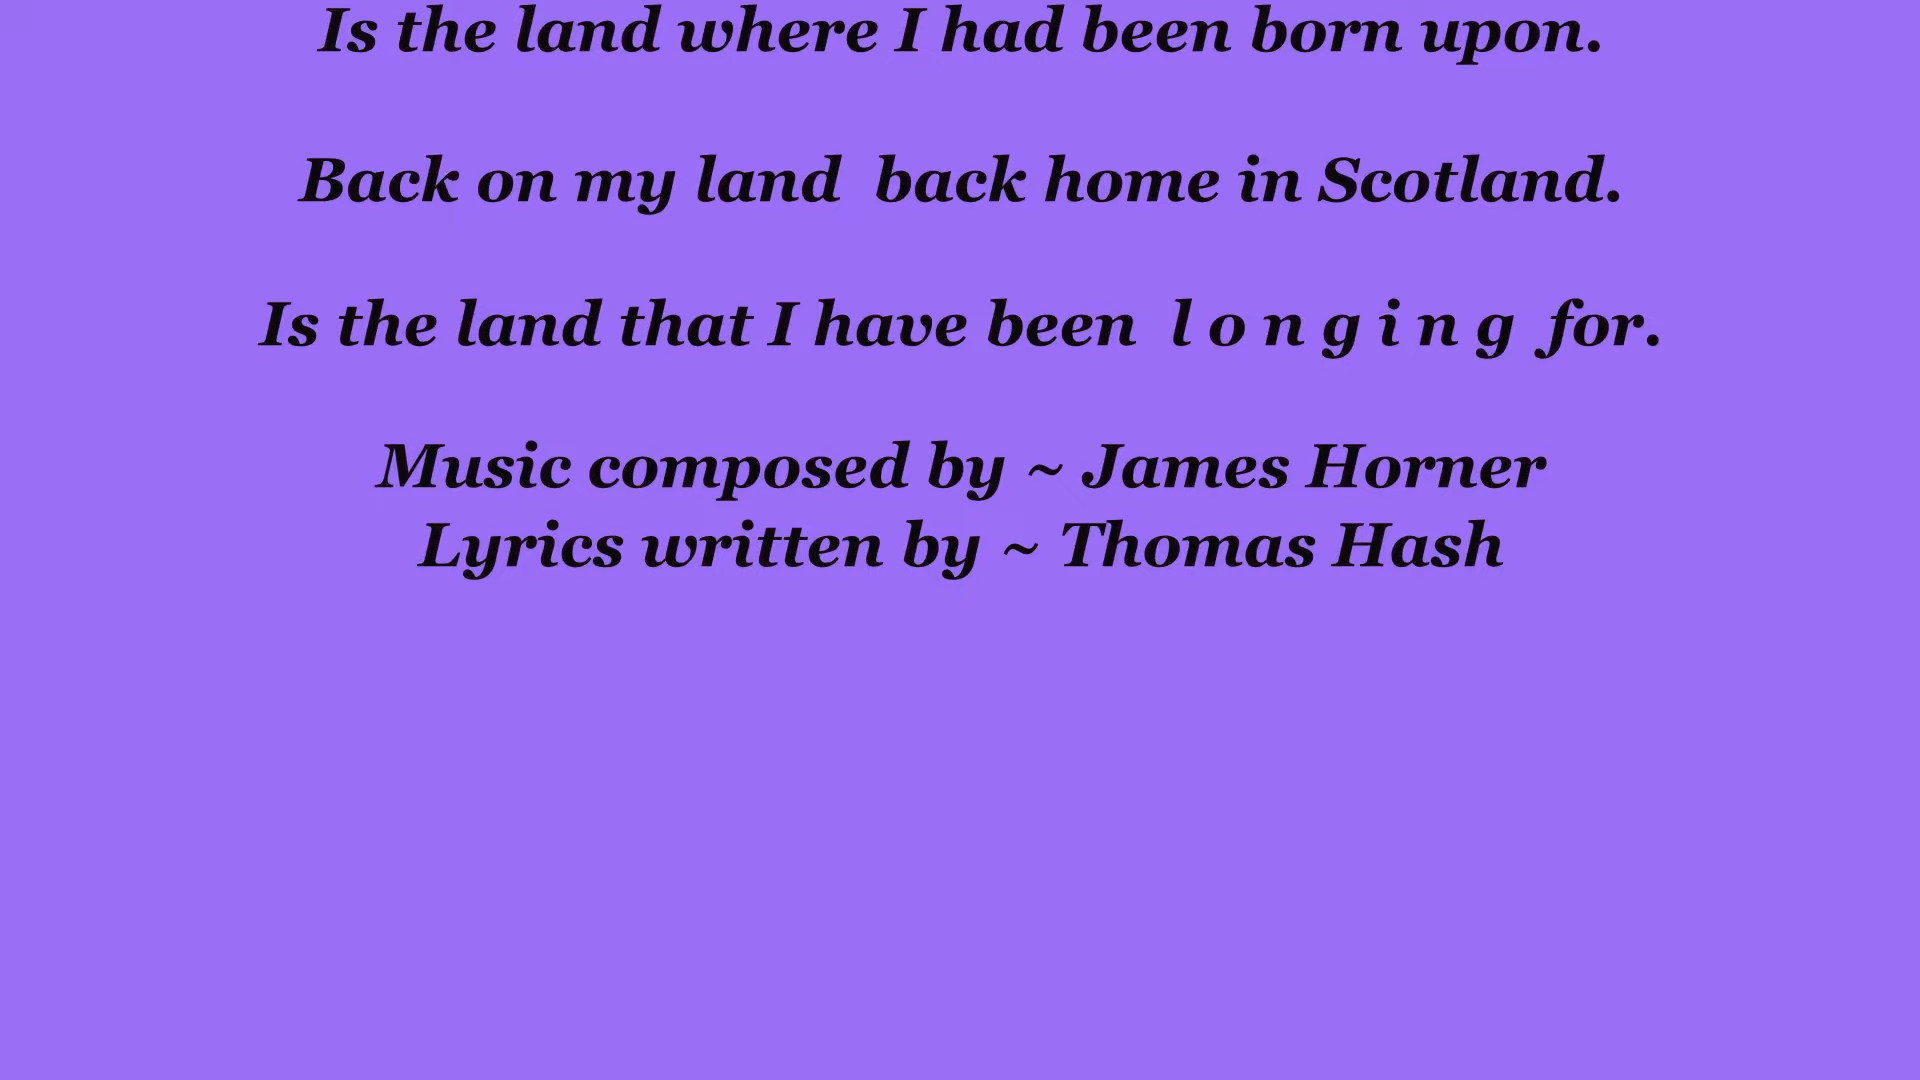 Is the land where I had been born upon.
Back on my land  back home in Scotland.
Is the land that I have been  l o n g i n g  for.
Music composed by ~ James Horner
Lyrics written by ~ Thomas Hash